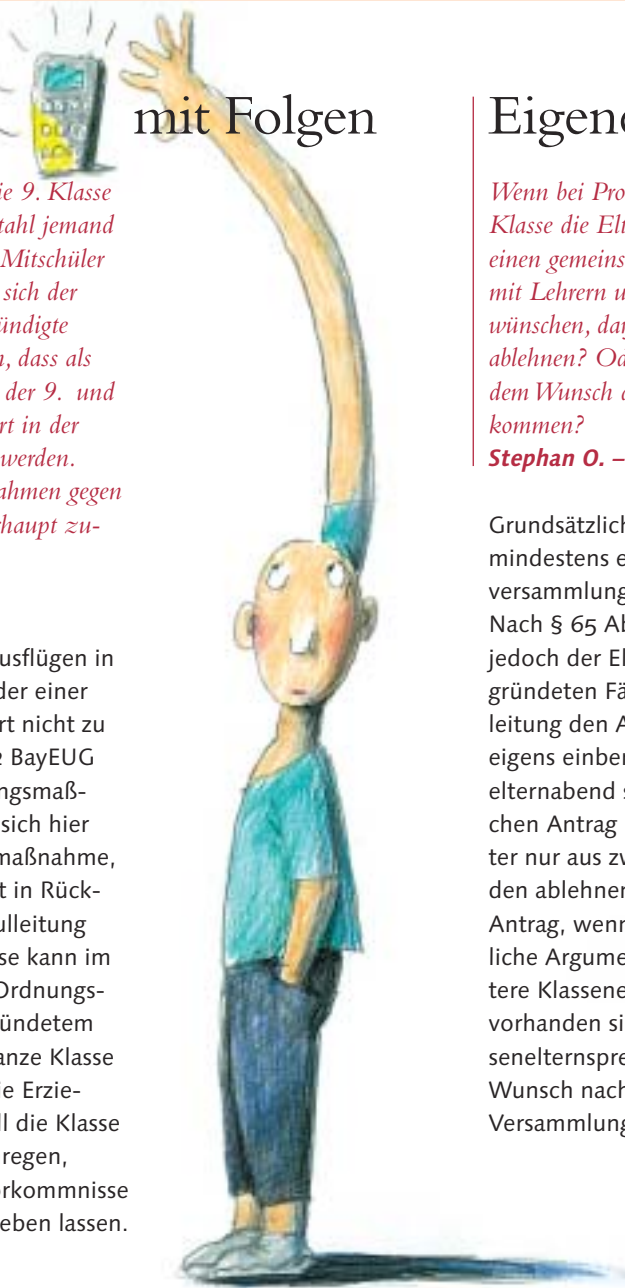 mit Folgen
ie 9. Klasse
tahl jemand
Mitschüler
sich der
ündigte
n, dass als
der 9. und
rt in der
werden.
ahmen gegen
haupt zu-
usflügen in
der einer
rt nicht zu
2 BayEUG
ngsmaß-
sich hier
maßnahme,
t in Rück-
ulleitung
se kann im
Ordnungs-
ündetem
anze Klasse
ie Erzie-
ll die Klasse
regen,
orkommnisse
eben lassen.
Eigene
Wenn bei Pro
Klasse die Elt
einen gemeins
mit Lehrern u
wünschen, dar
ablehnen? Od
dem Wunsch d
kommen?
Stephan O. –
Grundsätzlich
mindestens e
versammlung
Nach § 65 Ab
jedoch der El
gründeten Fä
leitung den A
eigens einber
elternabend s
chen Antrag
ter nur aus zw
den ablehner
Antrag, wenn
liche Argume
tere Klassene
vorhanden si
senelternspre
Wunsch nach
Versammlung